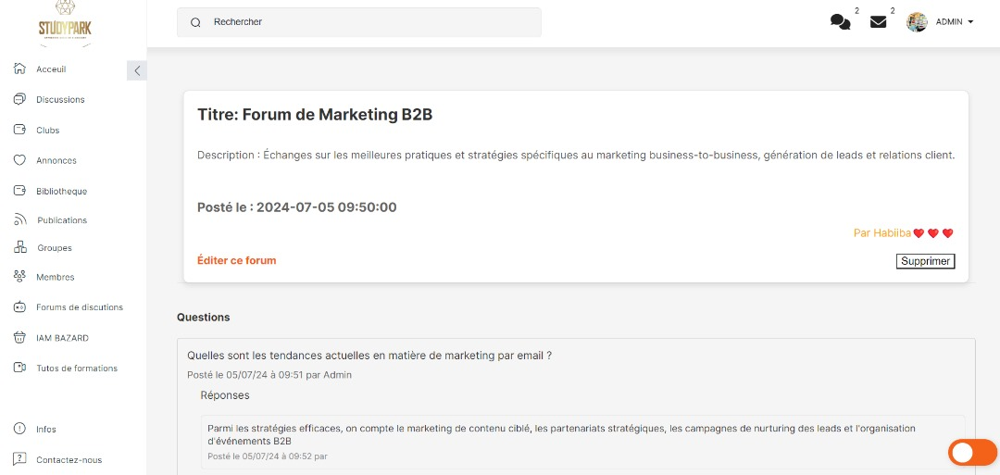 STUDYPARK
Rechercher
2
2
ADMIN
Acceuil
Discussions
Clubs
Annonces
Bibliotheque
Publications
Groupes
Membres
Forums de discutions
IAM BAZARD
Tutos de formations
Infos
Contactez-nous
Titre: Forum de Marketing B2B
Description : Échanges sur les meilleures pratiques et stratégies spécifiques au marketing business-to-business, génération de leads et relations client.
Posté le : 2024-07-05 09:50:00
Par Habiiba❤️ ❤️ ❤️
Éditer ce forum
Supprimer
Questions
Quelles sont les tendances actuelles en matière de marketing par email ?
Posté le 05/07/24 à 09:51 par Admin
Réponses
Parmi les stratégies efficaces, on compte le marketing de contenu ciblé, les partenariats stratégiques, les campagnes de nurturing des leads et l'organisation
d'événements B2B
Posté le 05/07/24 à 09:52 par